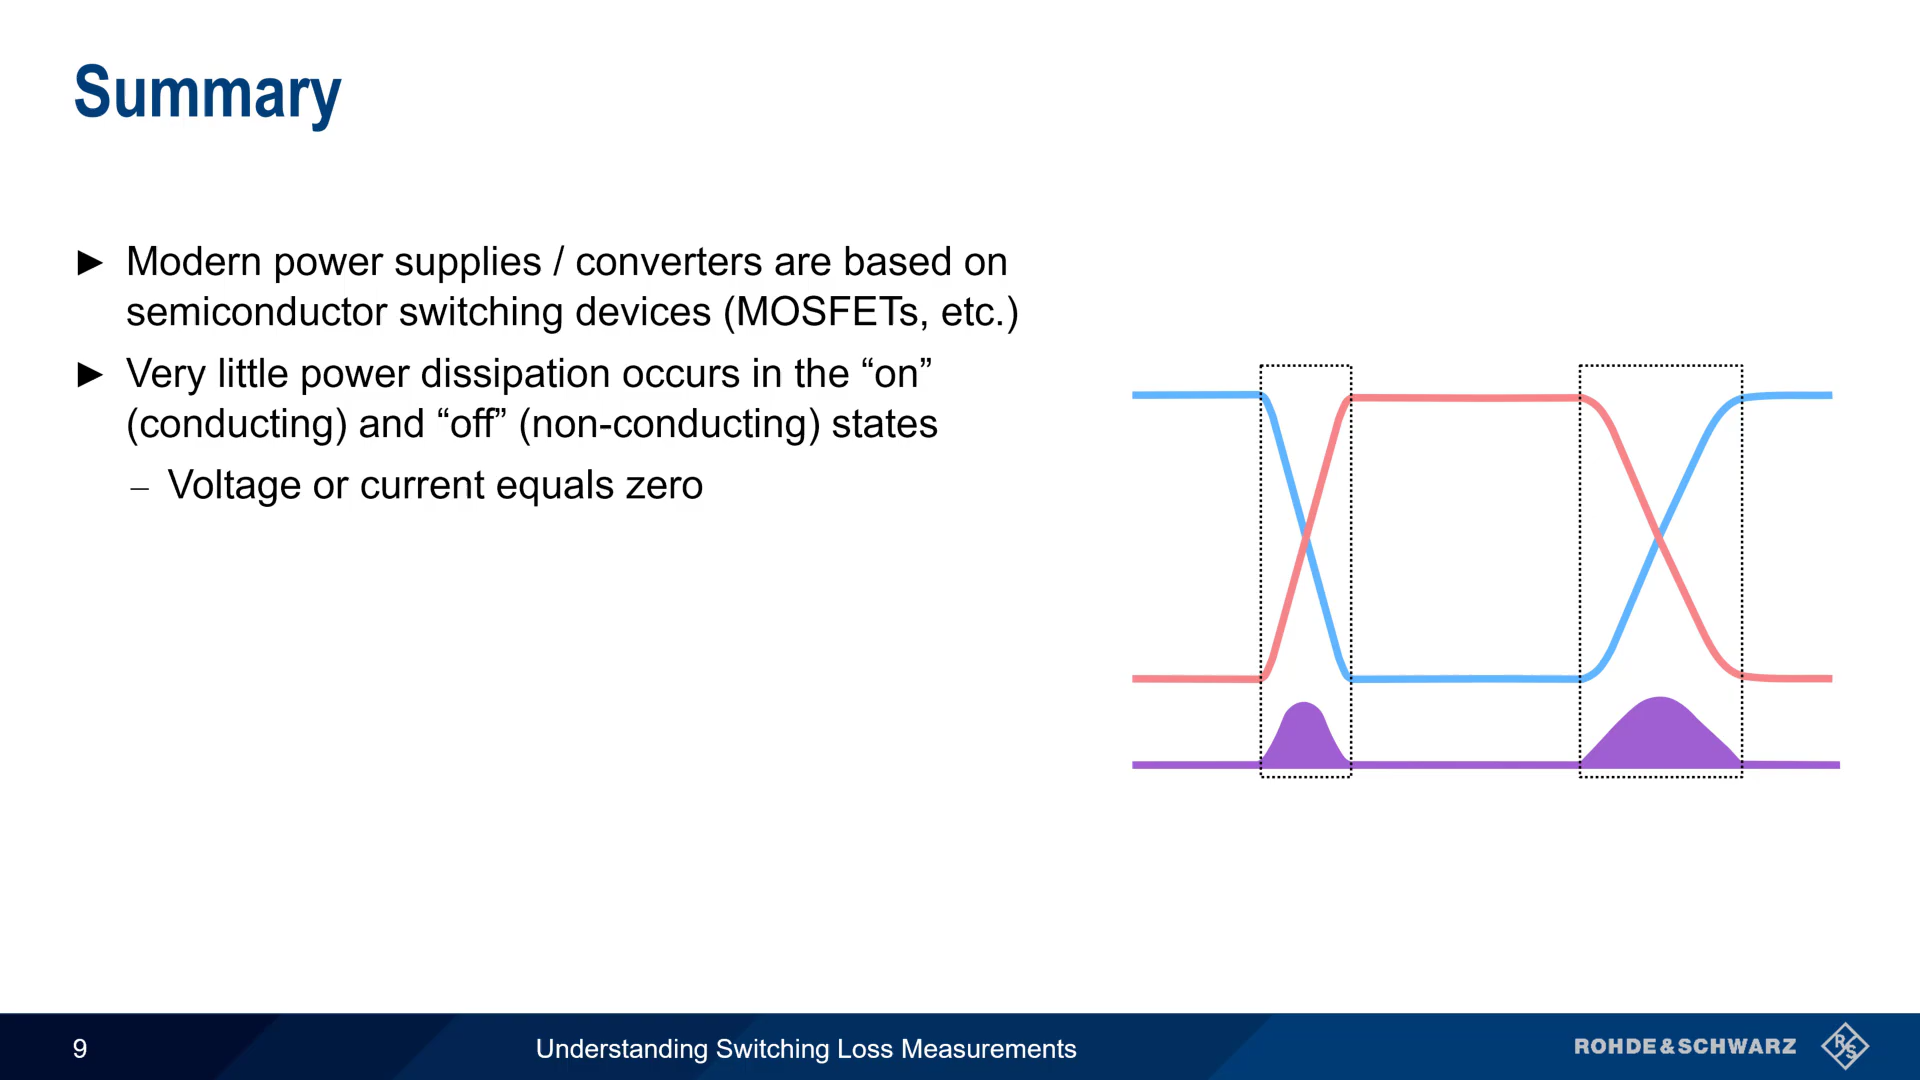 Summary
► Modern power supplies / converters are based on
semiconductor switching devices (MOSFETs, etc.)
► Very little power dissipation occurs in the “on”
(conducting) and “off” (non-conducting) states
– Voltage or current equals zero
9
Understanding Switching Loss Measurements
ROHDE&SCHWARZ
R&S